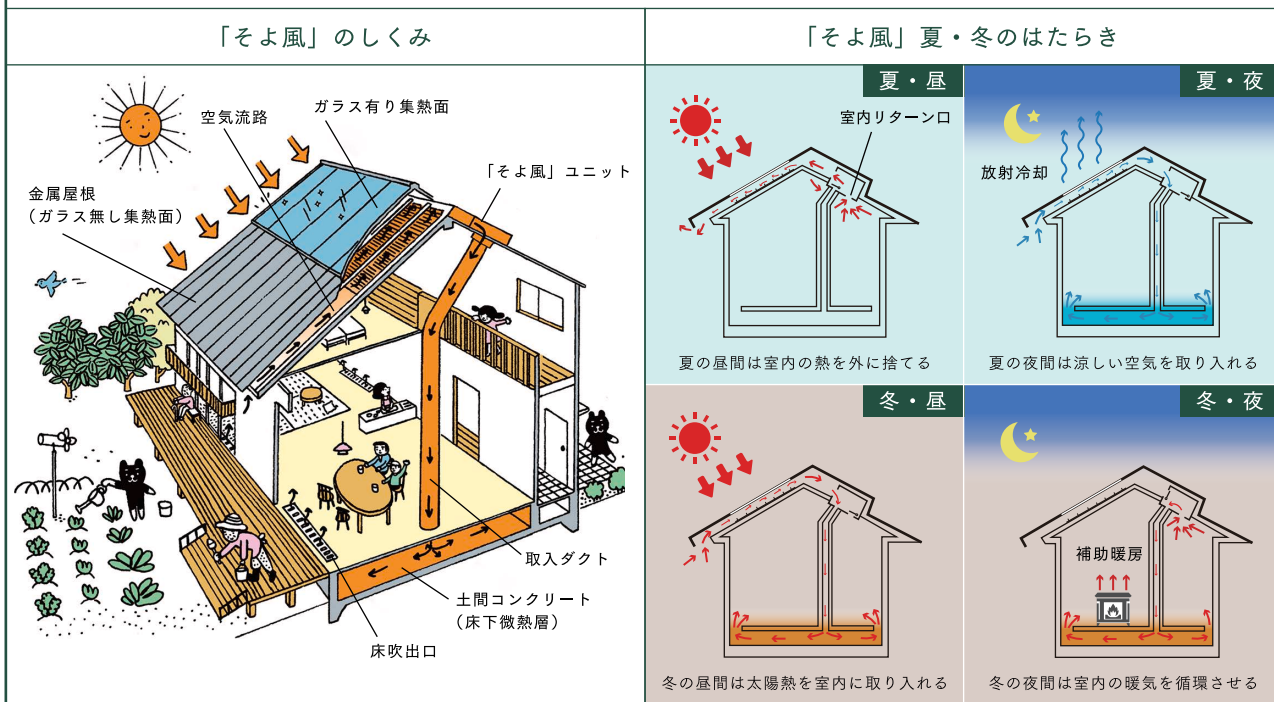 「そよ風」のしくみ
空気流路
ガラス有り集熱面
「そよ風」ユニット
金属屋根
（ガラス無し集熱面）
取入ダクト
土間コンクリート
（床下微熱層）
床吹出口
「そよ風」夏・冬のはたらき
夏・昼
室内リターン口
夏の昼間は室内の熱を外に捨てる
夏・夜
放射冷却
夏の夜間は涼しい空気を取り入れる
冬・昼
冬の昼間は太陽熱を室内に取り入れる
冬・夜
補助暖房
冬の夜間は室内の暖気を循環させる